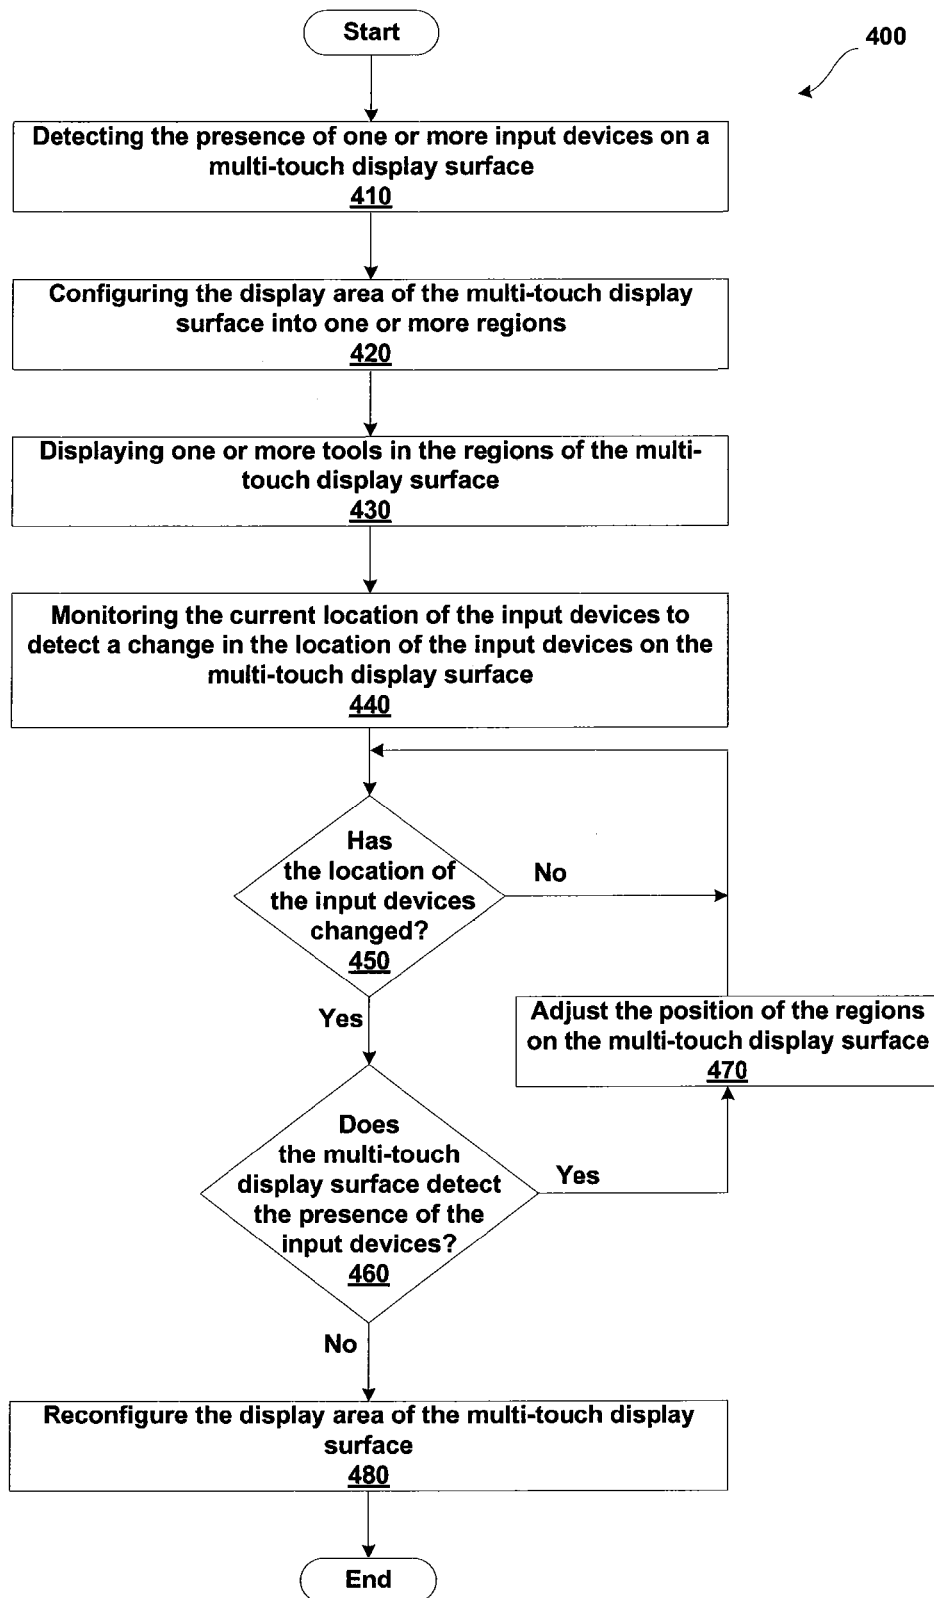 Start
400
Detecting the presence of one or more input devices on a
multi-touch display surface
410
Configuring the display area of the multi-touch display
surface into one or more regions
420
Displaying one or more tools in the regions of the multi-
touch display surface
430
Monitoring the current location of the input devices to
detect a change in the location of the input devices on the
multi-touch display surface
440
Has
the location of
the input devices
changed?
450
No
Yes
Adjust the position of the regions
on the multi-touch display surface
470
Does
the multi-touch
display surface detect
the presence of the
input devices?
460
Yes
No
Reconfigure the display area of the multi-touch display
surface
480
End